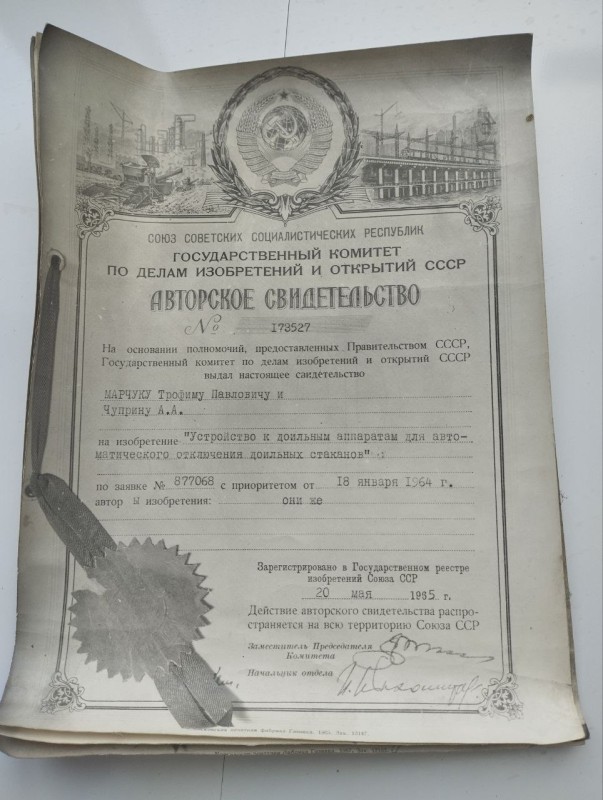 СОЮЗ СОВЕТСКИХ СОЦИАЛИСТИЧЕСКИХ РЕСПУБЛИК
ГОСУДАРСТВЕННЫЙ КОМИТЕТ
ПО ДЕЛАМ ИЗОБРЕТЕНИЙ И ОТКРЫТИЙ СССР
АВТОРСКОЕ СВИДЕТЕЛЬСТВО
№ 173527
На основании полномочий, предоставленных Правительством СССР,
Государственный комитет по делам изобретений и открытий СССР
выдал настоящее свидетельство
МАРЧУКУ Трофиму Павловичу и
Чуприну А.А.
на изобретение "Устройство к доильным аппаратам для авто-
матического отключения доильных стаканов"
по заявке № 877068 с приоритетом от 18 января 1964 г.
автор ы изобретения: они же
Зарегистрировано в Государственном реестре
изобретений Союза ССР
20 мая 1965 г.
Действие авторского свидетельства распро-
страняется на всю территорию Союза ССР
Заместитель Председателя
Комитета
Начальник отдела